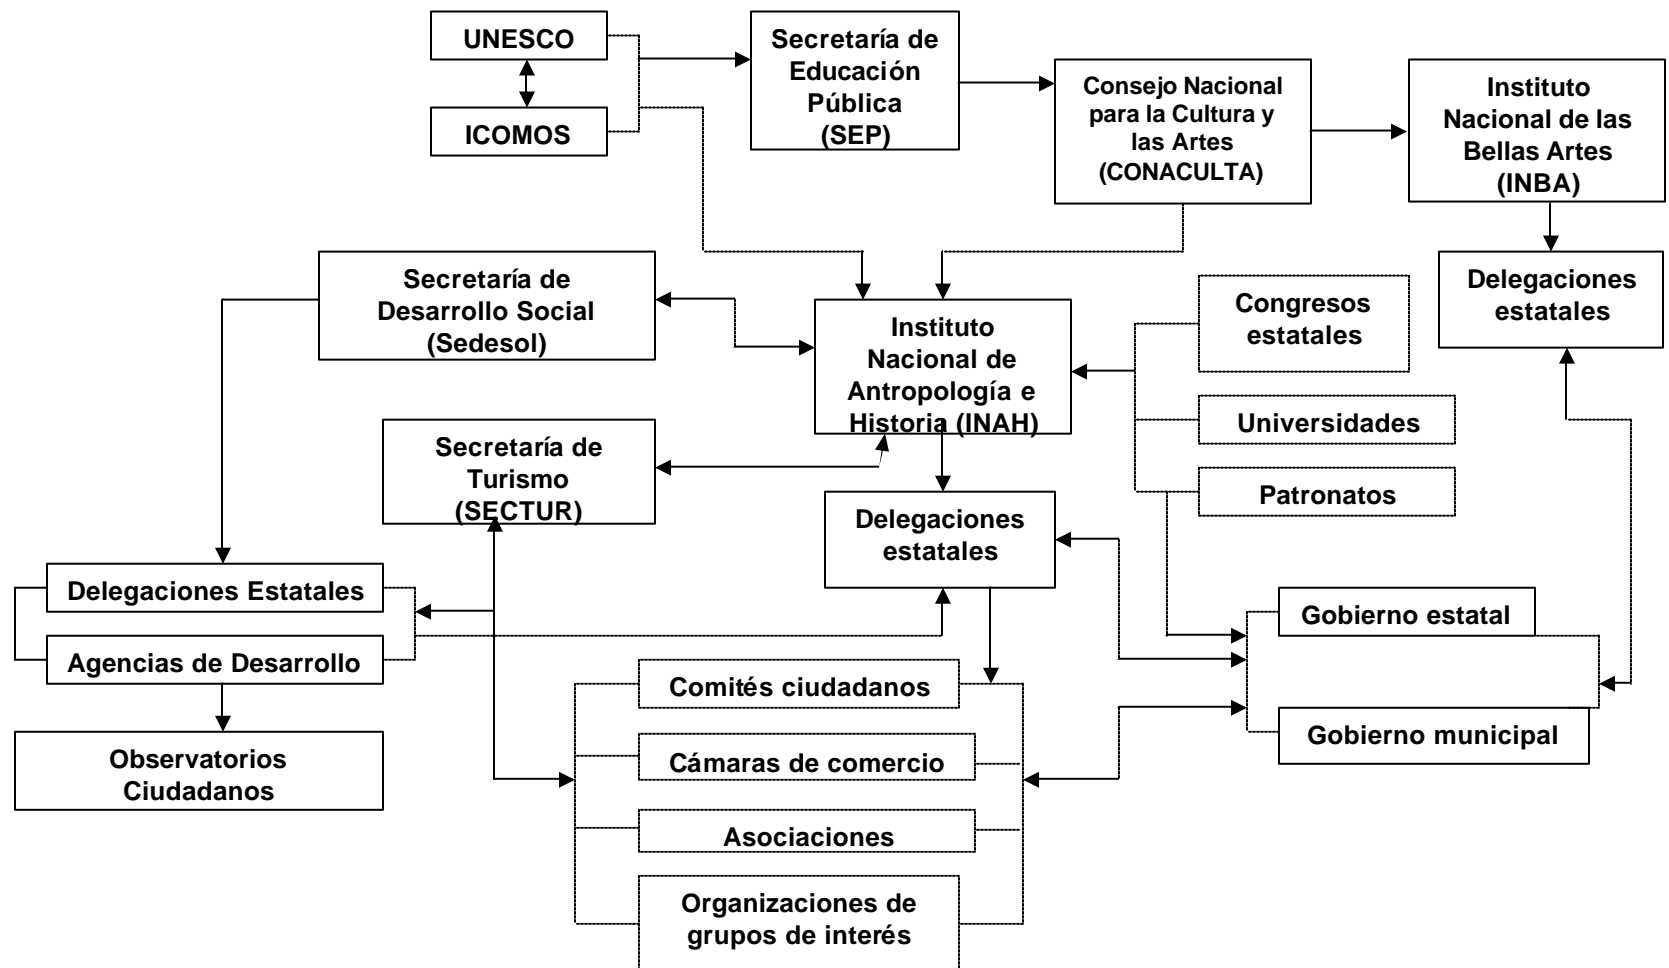 UNESCO
ICOMOS
Secretaría de
Educación
Pública
(SEP)
Consejo Nacional
para la Cultura y
las Artes
(CONACULTA)
Instituto
Nacional de las
Bellas Artes
(INBA)
Delegaciones
estatales
Secretaría de
Desarrollo Social
(Sedesol)
Instituto
Nacional de
Antropología e
Historia (INAH)
Congresos
estatales
Universidades
Patronatos
Secretaría de
Turismo
(SECTUR)
Delegaciones
estatales
Delegaciones Estatales
Agencias de Desarrollo
Observatorios
Ciudadanos
Gobierno estatal
Gobierno municipal
Comités ciudadanos
Cámaras de comercio
Asociaciones
Organizaciones de
grupos de interés